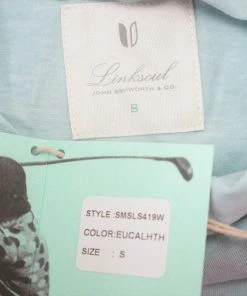 Linksoul
JOHN ASHWORTH & CO.
S
STYLE :SMSLS419W
COLOR:EUCALHTH
SIZE : S